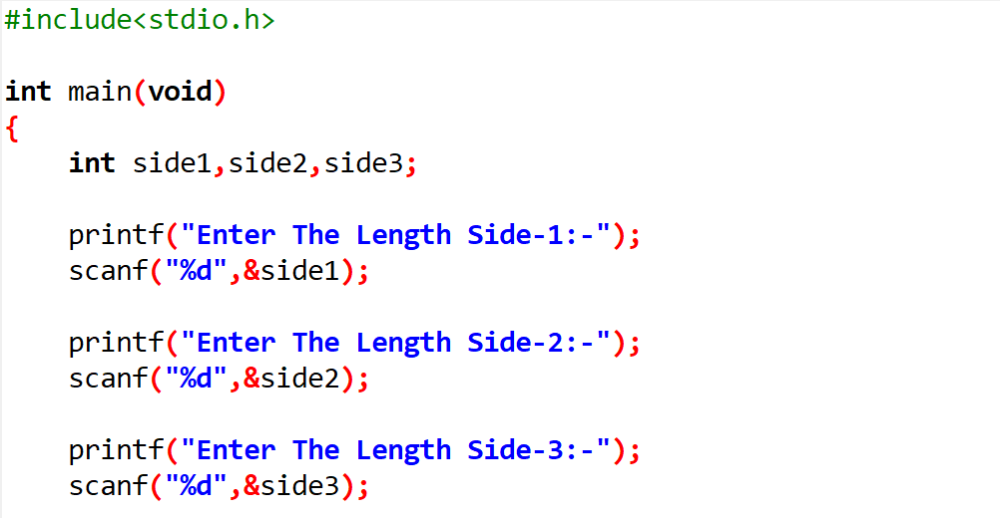 #include<stdio.h>
int main(void)
{
int side1,side2,side3;
printf("Enter The Length Side-1:-");
scanf("%d",&side1);
printf("Enter The Length Side-2:-");
scanf("%d",&side2);
printf("Enter The Length Side-3:-");
scanf("%d",&side3);